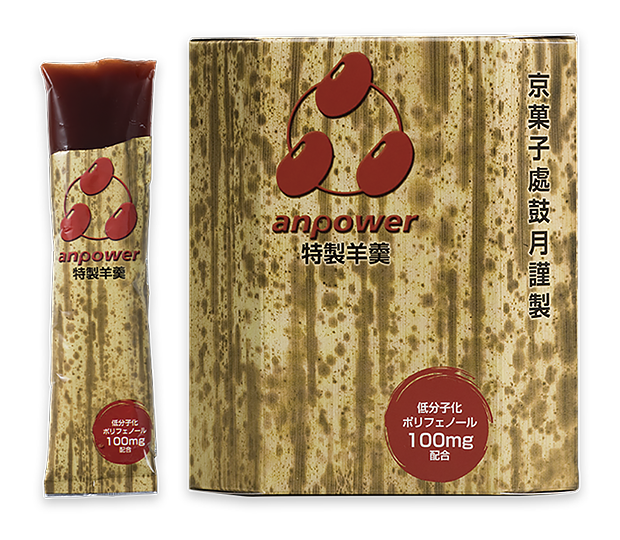 anpower
特製羊羹
低分子化
ポリフェノール
100mg
配合
anpower
特製羊羹
京菓子處鼓月謹製
低分子化
ポリフェノール
100mg
配合